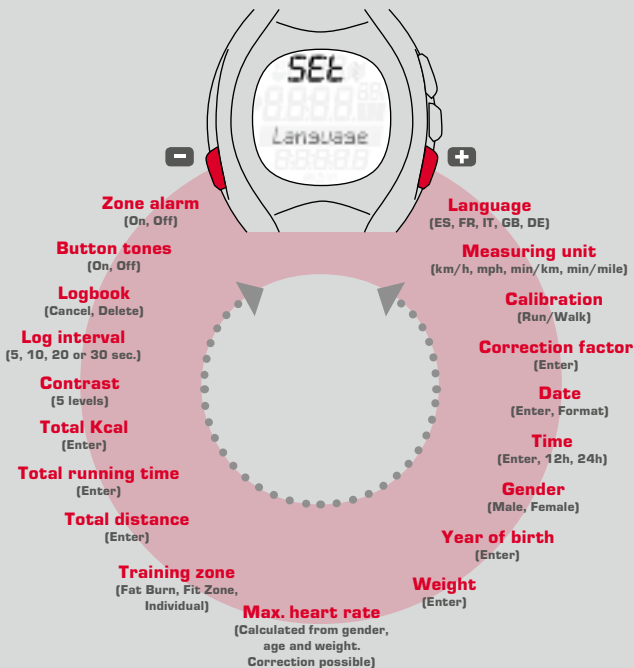 SEt
Language
-
+
Language
(ES, FR, IT, GB, DE)
Measuring unit
(km/h, mph, min/km, min/mile)
Calibration
(Run/Walk)
Correction factor
(Enter)
Date
(Enter, Format)
Time
(Enter, 12h, 24h)
Gender
(Male, Female)
Year of birth
(Enter)
Weight
(Enter)
Max. heart rate
(Calculated from gender,
age and weight.
Correction possible)
Training zone
(Fat Burn, Fit Zone,
Individual)
Total distance
(Enter)
Total running time
(Enter)
Total Kcal
(Enter)
Contrast
(5 levels)
Log interval
(5, 10, 20 or 30 sec.)
Logbook
(Cancel, Delete)
Button tones
(On, Off)
Zone alarm
(On, Off)